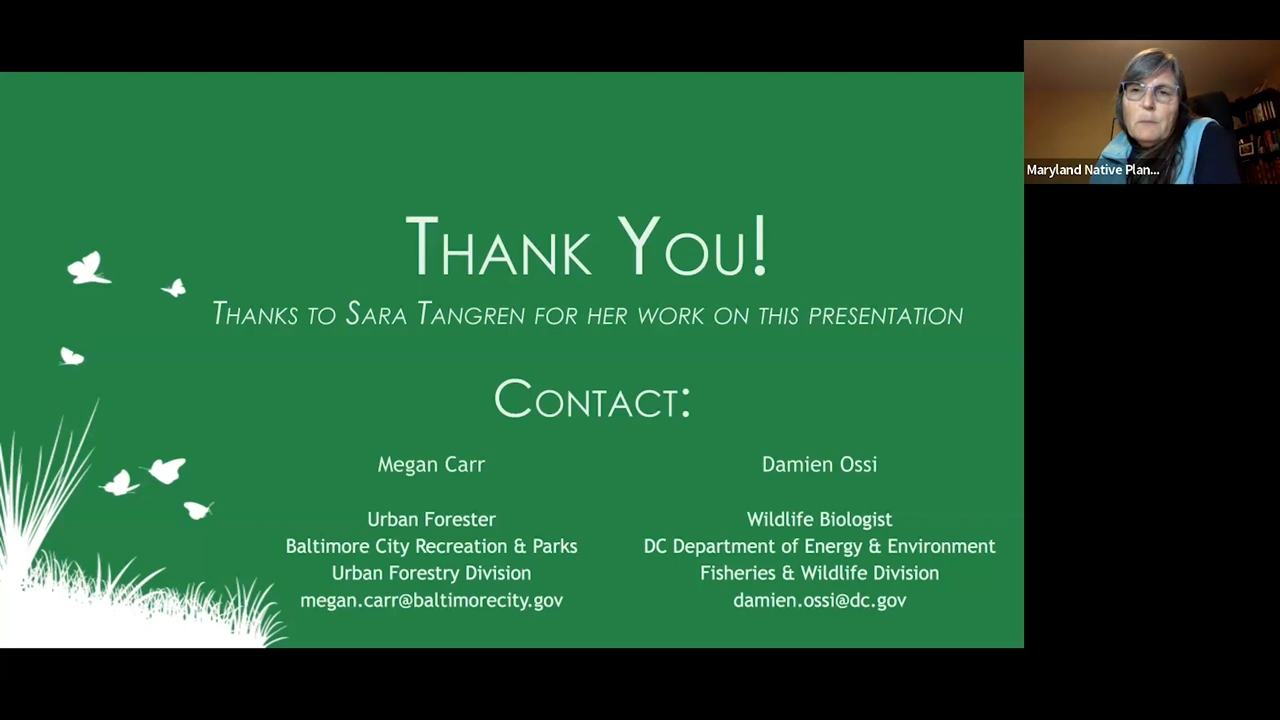 Thank You!
Thanks to Sara Tangren for her work on this presentation
Contact:
Megan Carr
Urban Forester
Baltimore City Recreation & Parks
Urban Forestry Division
megan.carr@baltimorecity.gov
Damien Ossi
Wildlife Biologist
DC Department of Energy & Environment
Fisheries & Wildlife Division
damien.ossi@dc.gov
Maryland Native Plan...